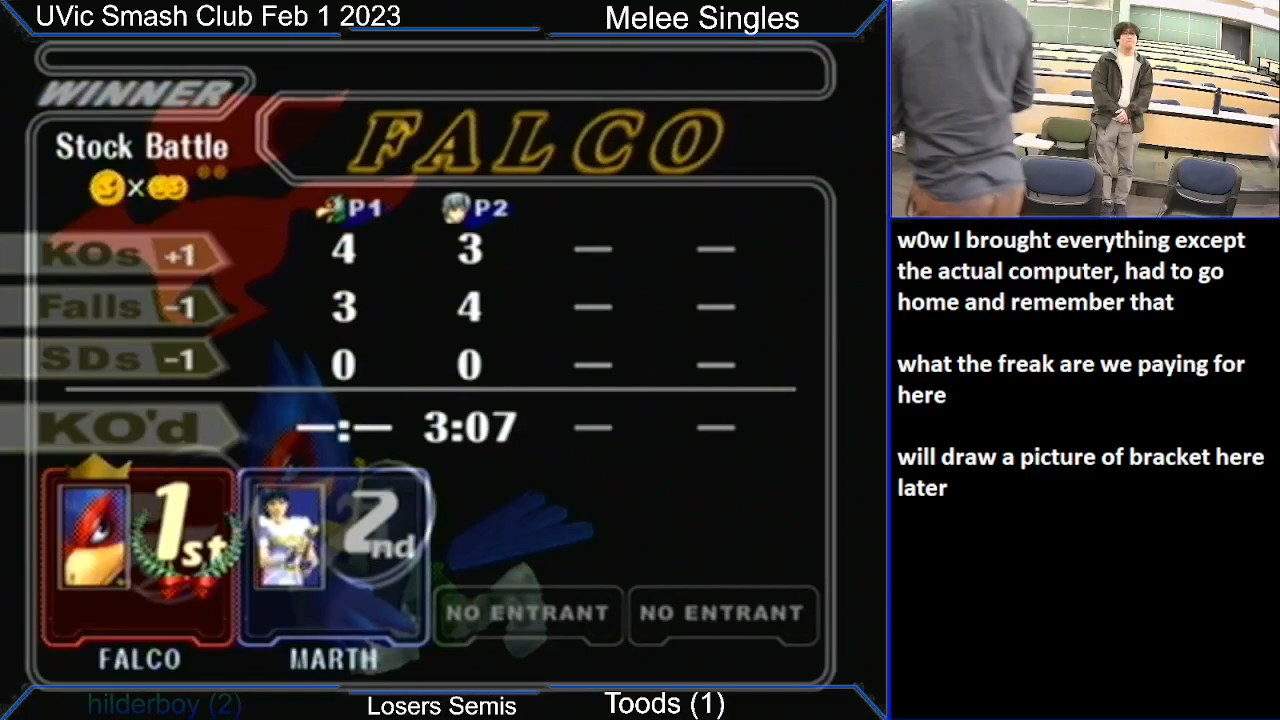 UVic Smash Club Feb 1 2023
Melee Singles
WINNER
FALCO
Stock Battle
x
P1 P2
KOs +1 4 3 — —
Falls -1 3 4 — —
SDs -1 0 0 — —
KO'd —:— 3:07 — —
1st
2nd
NO ENTRANT
NO ENTRANT
FALCO
MARTH
hilderboy (2)
Losers Semis
Toods (1)
w0w I brought everything except
the actual computer, had to go
home and remember that
what the freak are we paying for
here
will draw a picture of bracket here
later